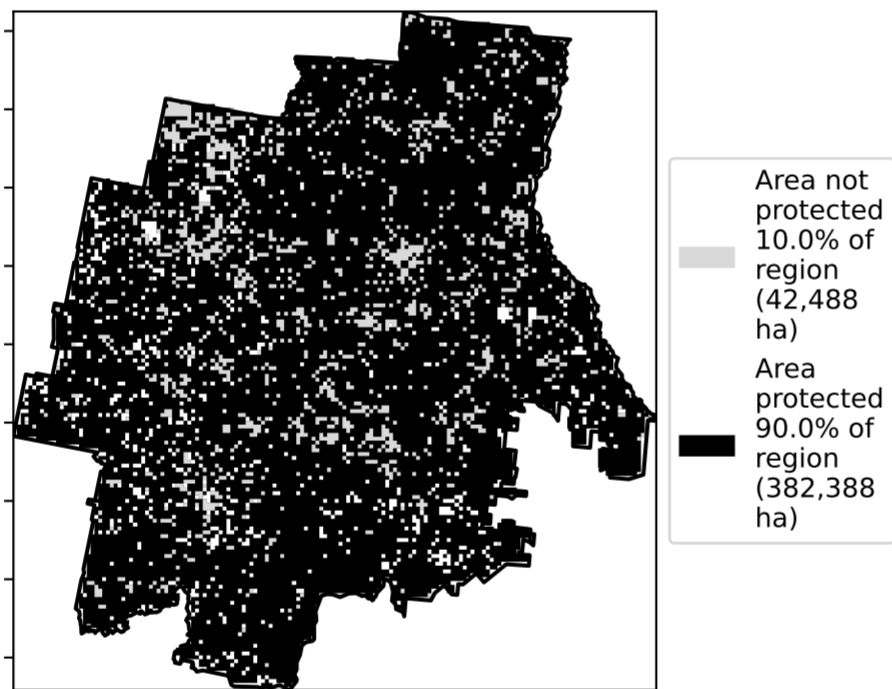 Area not
protected
10.0% of
region
(42,488
ha)
Area
protected
90.0% of
region
(382,388
ha)